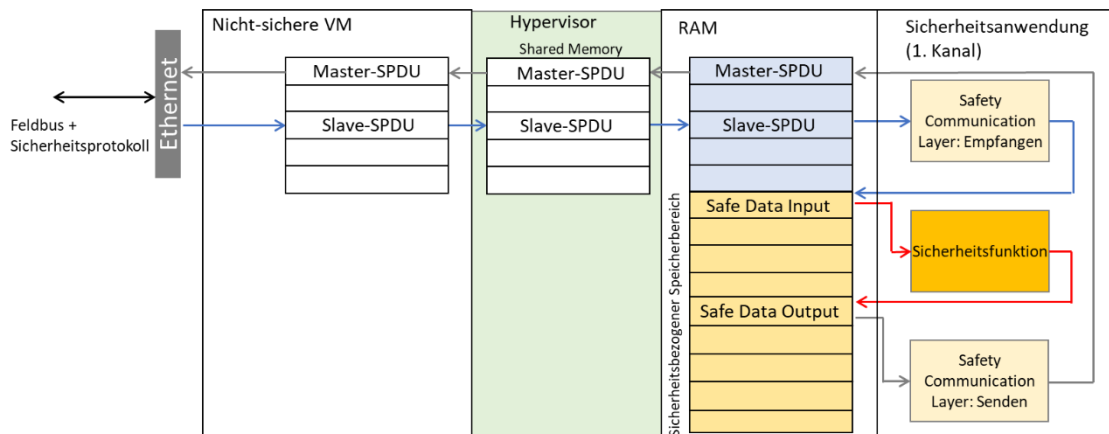 Nicht-sichere VM
Hypervisor
Shared Memory
RAM
Sicherheitsanwendung
(1. Kanal)
Feldbus +
Sicherheitsprotokoll
Ethernet
Master-SPDU
Slave-SPDU
Master-SPDU
Slave-SPDU
Sicherheitsbezogener Speicherbereich
Master-SPDU
Slave-SPDU
Safe Data Input
Safe Data Output
Safety
Communication
Layer: Empfangen
Sicherheitsfunktion
Safety
Communication
Layer: Senden